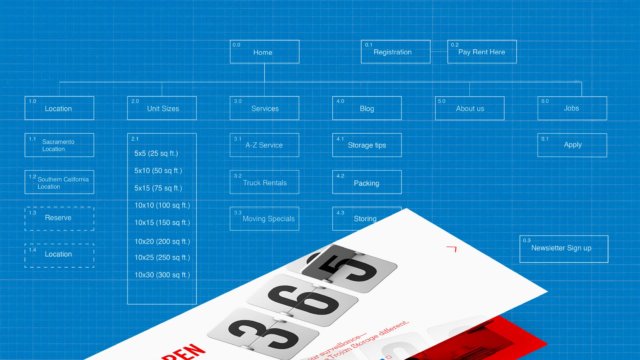 0.0
Home
0.1
Registration
0.2
Pay Rent Here
1.0
Location
2.0
Unit Sizes
3.0
Services
4.0
Blog
5.0
About us
6.0
Jobs
1.1
Sacramento
Location
1.2
Southern California
Location
1.3
Reserve
1.4
Location
2.1
5x5 (25 sq ft.)
5x10 (50 sq ft.)
5x15 (75 sq ft.)
10x10 (100 sq ft.)
10x15 (150 sq ft.)
10x20 (200 sq ft.)
10x25 (250 sq ft.)
10x30 (300 sq ft.)
3.1
A-Z Service
3.2
Truck Rentals
3.3
Moving Specials
4.1
Storage tips
4.2
Packing
4.3
Storing
6.1
Apply
0.3
Newsletter Sign up
365
our surveillance—
Trojan Storage different.